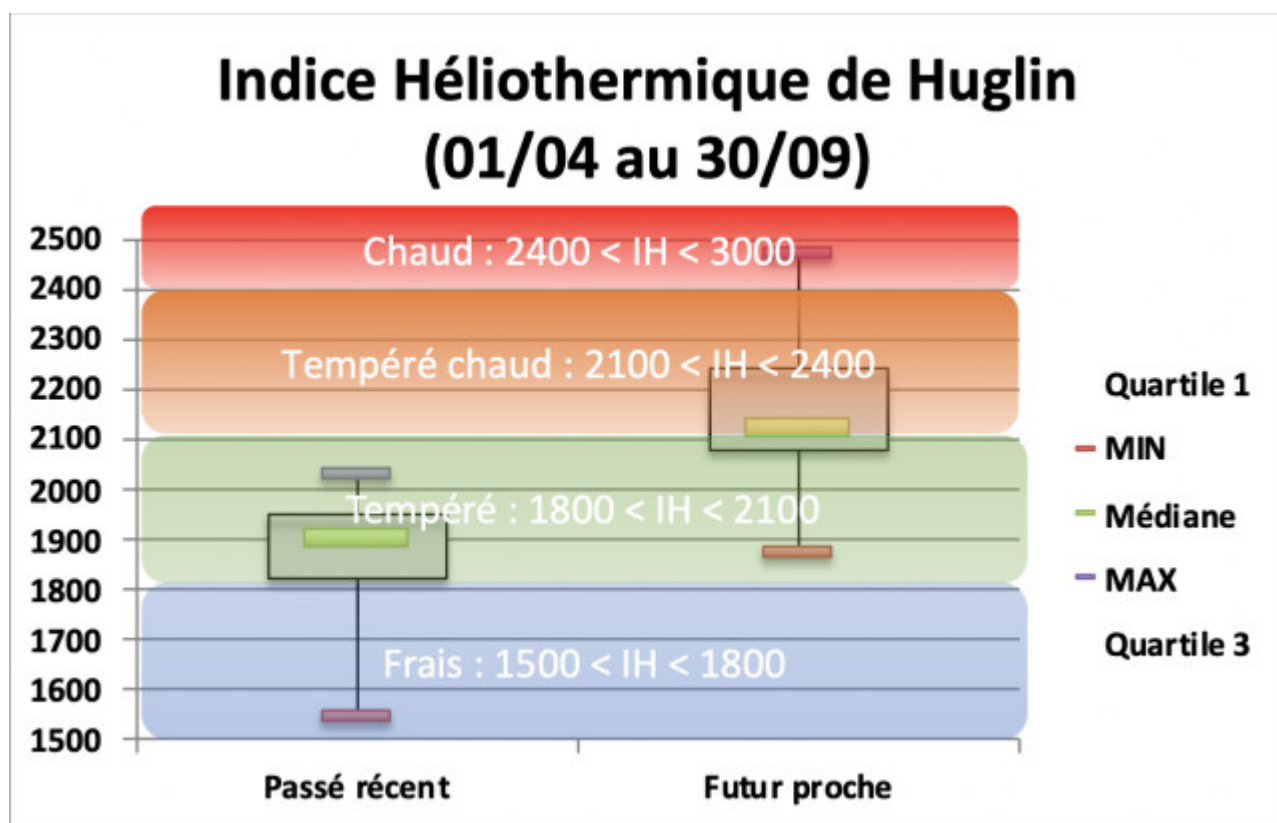 Indice Héliothermique de Huglin
(01/04 au 30/09)
2500
2400
2300
2200
2100
2000
1900
1800
1700
1600
1500
Chaud : 2400 < IH < 3000
Tempéré chaud : 2100 < IH < 2400
Tempéré : 1800 < IH < 2100
Frais : 1500 < IH < 1800
Passé récent
Futur proche
Quartile 1
MIN
Médiane
MAX
Quartile 3